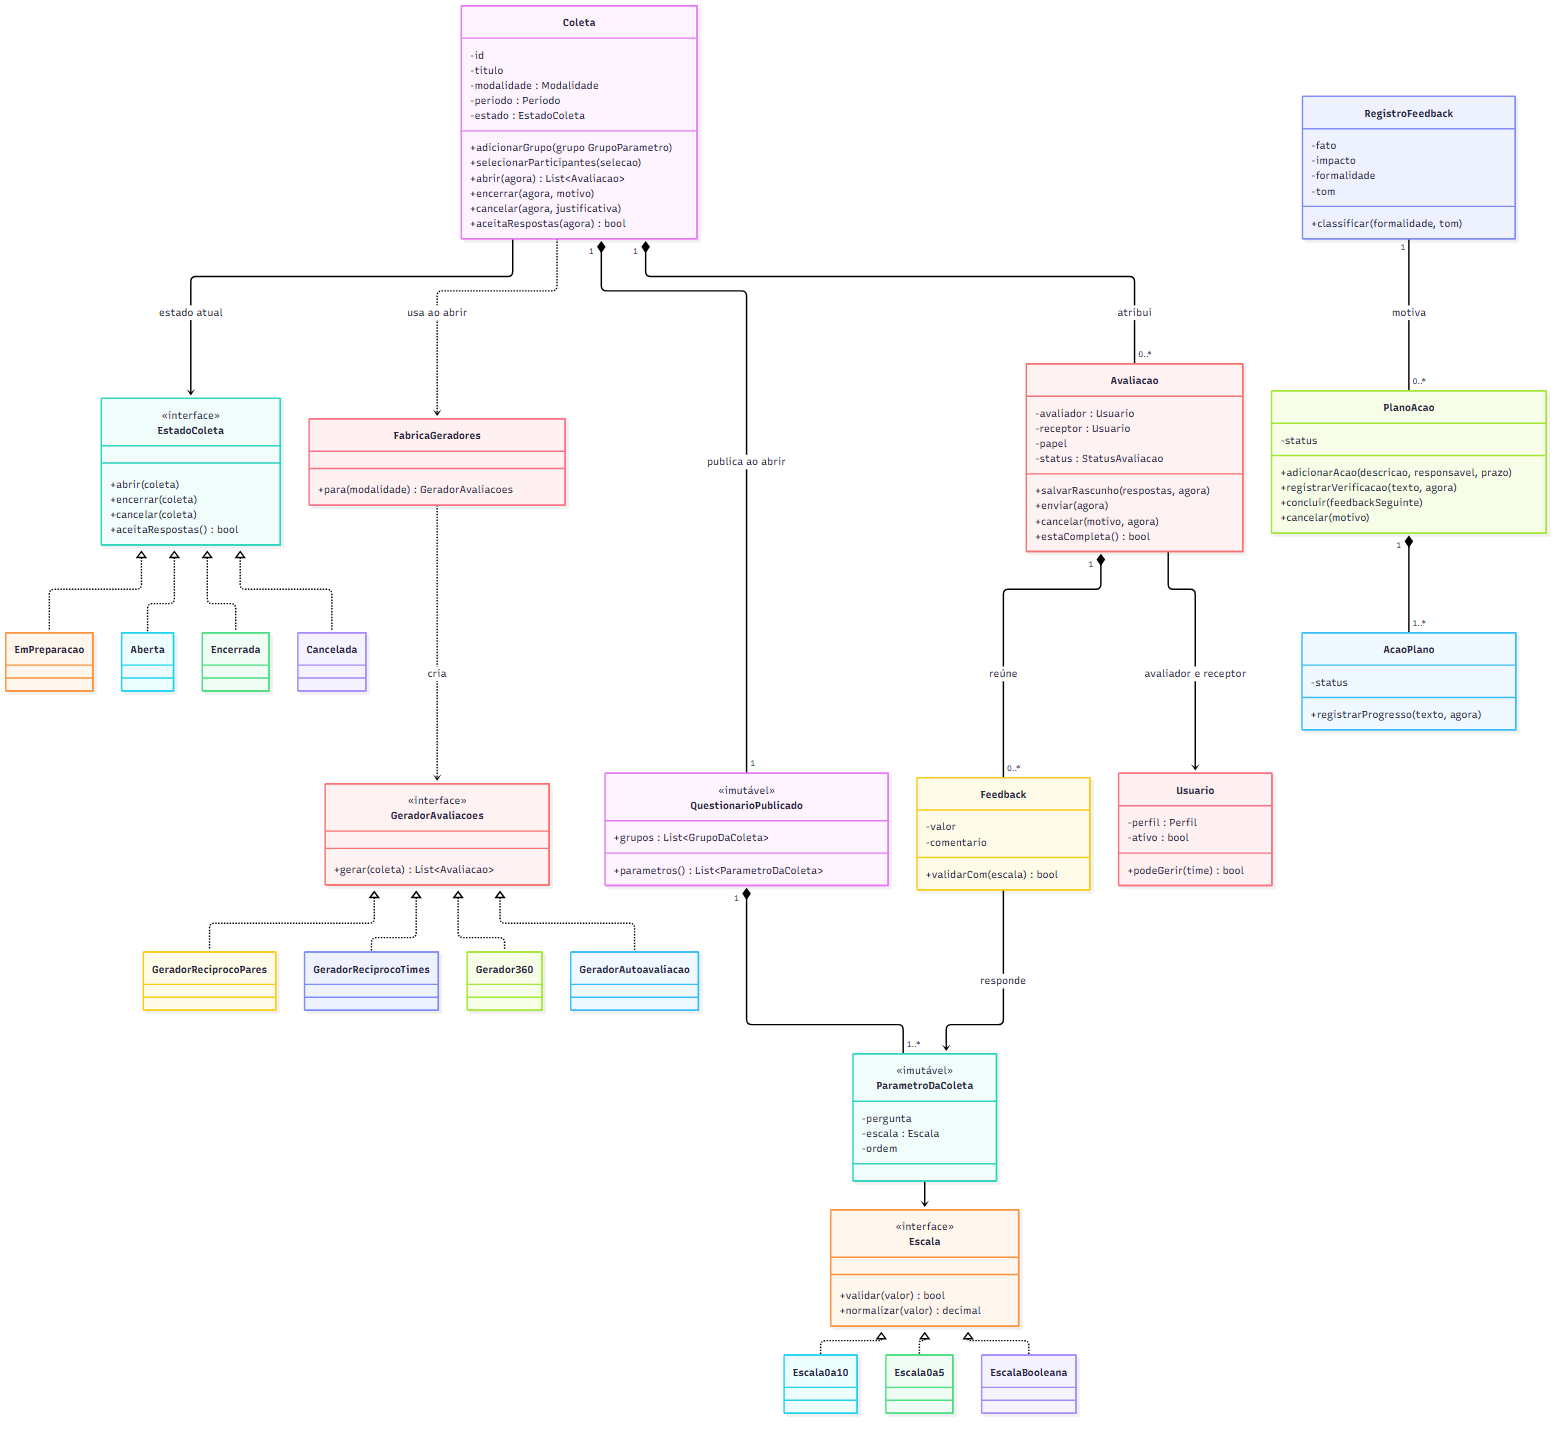 Coleta
-id
-titulo
-modalidade : Modalidade
-periodo : Periodo
-estado : EstadoColeta
+adicionarGrupo(grupo GrupoParametro)
+selecionarParticipantes(selecao)
+abrir(agora) : List<Avaliacao>
+encerrar(agora, motivo)
+cancelar(agora, justificativa)
+aceitaRespostas(agora) : bool
RegistroFeedback
-fato
-impacto
-formalidade
-tom
+classificar(formalidade, tom)
1
1
1
estado atual
usa ao abrir
publica ao abrir
atribui
motiva
0..*
0..*
«interface»
EstadoColeta
+abrir(coleta)
+encerrar(coleta)
+cancelar(coleta)
+aceitaRespostas() : bool
FabricaGeradores
+para(modalidade) : GeradorAvaliacoes
Avaliacao
-avaliador : Usuario
-receptor : Usuario
-papel
-status : StatusAvaliacao
+salvarRascunho(respostas, agora)
+enviar(agora)
+cancelar(motivo, agora)
+estaCompleta() : bool
PlanoAcao
-status
+adicionarAcao(descricao, responsavel, prazo)
+registrarVerificacao(texto, agora)
+concluir(feedbackSeguinte)
+cancelar(motivo)
1
1
1..*
EmPreparacao
Aberta
Encerrada
Cancelada
cria
reúne
avaliador e receptor
AcaoPlano
-status
+registrarProgresso(texto, agora)
1
0..*
«interface»
GeradorAvaliacoes
+gerar(coleta) : List<Avaliacao>
«imutável»
QuestionarioPublicado
+grupos : List<GrupoDaColeta>
+parametros() : List<ParametroDaColeta>
Feedback
-valor
-comentario
+validarCom(escala) : bool
Usuario
-perfil : Perfil
-ativo : bool
+podeGerir(time) : bool
1
GeradorReciprocoPares
GeradorReciprocoTimes
Gerador360
GeradorAutoavaliacao
responde
1..*
«imutável»
ParametroDaColeta
-pergunta
-escala : Escala
-ordem
«interface»
Escala
+validar(valor) : bool
+normalizar(valor) : decimal
Escala0a10
Escala0a5
EscalaBooleana